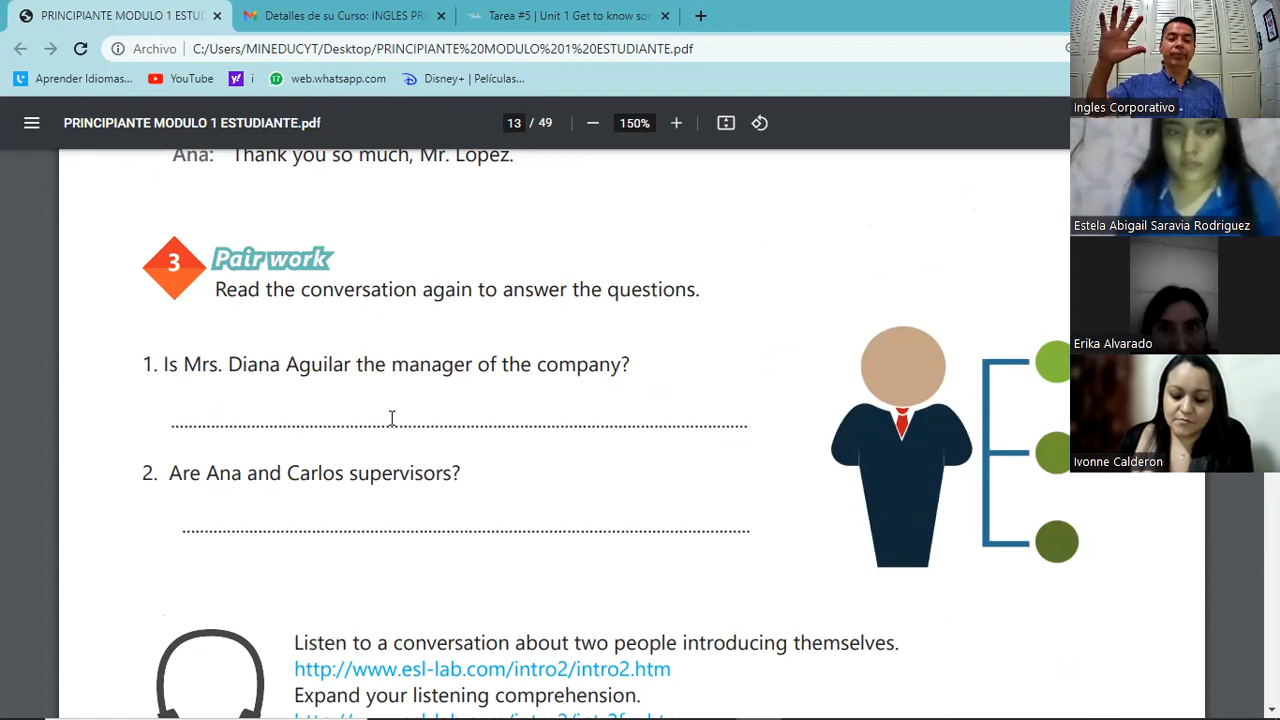 PRINCIPIANTE MODULO 1 ESTUD
Detalles de su Curso: INGLES PRI
Tarea #5 | Unit 1 Get to know so
Archivo
C:/Users/MINEDUCYT/Desktop/PRINCIPIANTE%20MODULO%201%20ESTUDIANTE.pdf
Aprender Idiomas...
YouTube
i
web.whatsapp.com
Disney+ | Películas...
PRINCIPIANTE MODULO 1 ESTUDIANTE.pdf
13 / 49
150%
Ana: Thank you so much, Mr. Lopez.
3
Pair work
Read the conversation again to answer the questions.
1. Is Mrs. Diana Aguilar the manager of the company?
2. Are Ana and Carlos supervisors?
Listen to a conversation about two people introducing themselves.
http://www.esl-lab.com/intro2/intro2.htm
Expand your listening comprehension.
Ingles Corporativo
Estela Abigail Saravia Rodriguez
Erika Alvarado
Ivonne Calderon